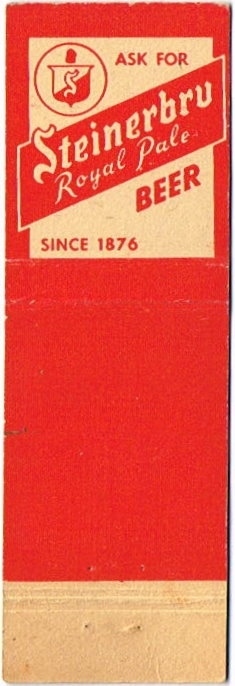 ASK FOR
Steinerbru
Royal Pale
BEER
SINCE 1876